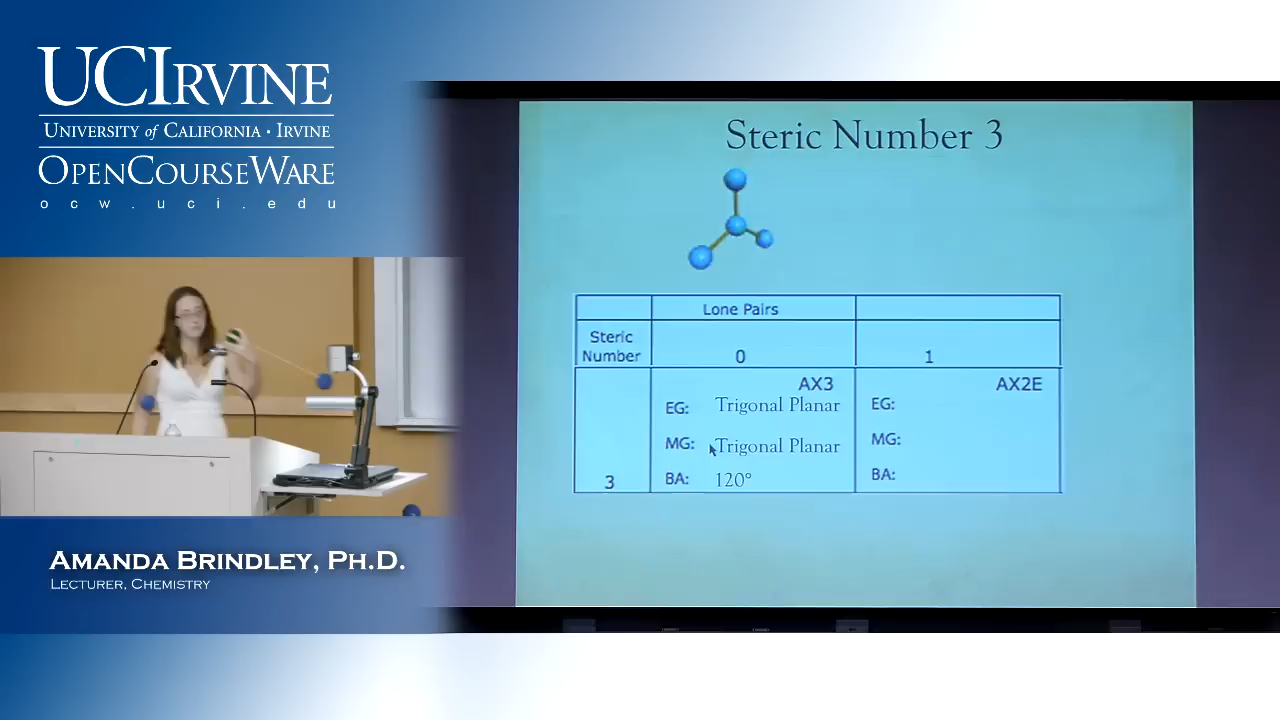 UCIRVINE
UNIVERSITY of CALIFORNIA · IRVINE
OPENCOURSEWARE
ocw.uci.edu
AMANDA BRINDLEY, PH.D.
LECTURER, CHEMISTRY
Steric Number 3
Lone Pairs
Steric
Number
0
1
3
AX3
EG: Trigonal Planar
MG: Trigonal Planar
BA: 120°
AX2E
EG:
MG:
BA: